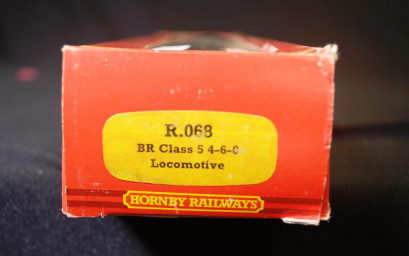 R.068
BR Class 5 4-6-0
Locomotive
HORNBY RAILWAYS